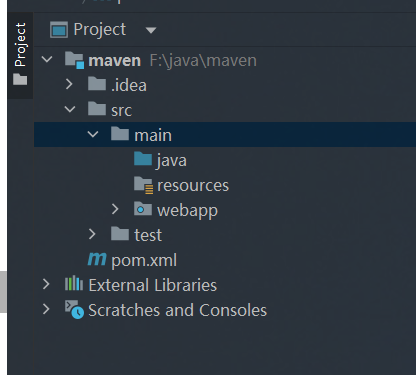 Project
Project
maven F:\java\maven
.idea
src
main
java
resources
webapp
test
pom.xml
External Libraries
Scratches and Consoles